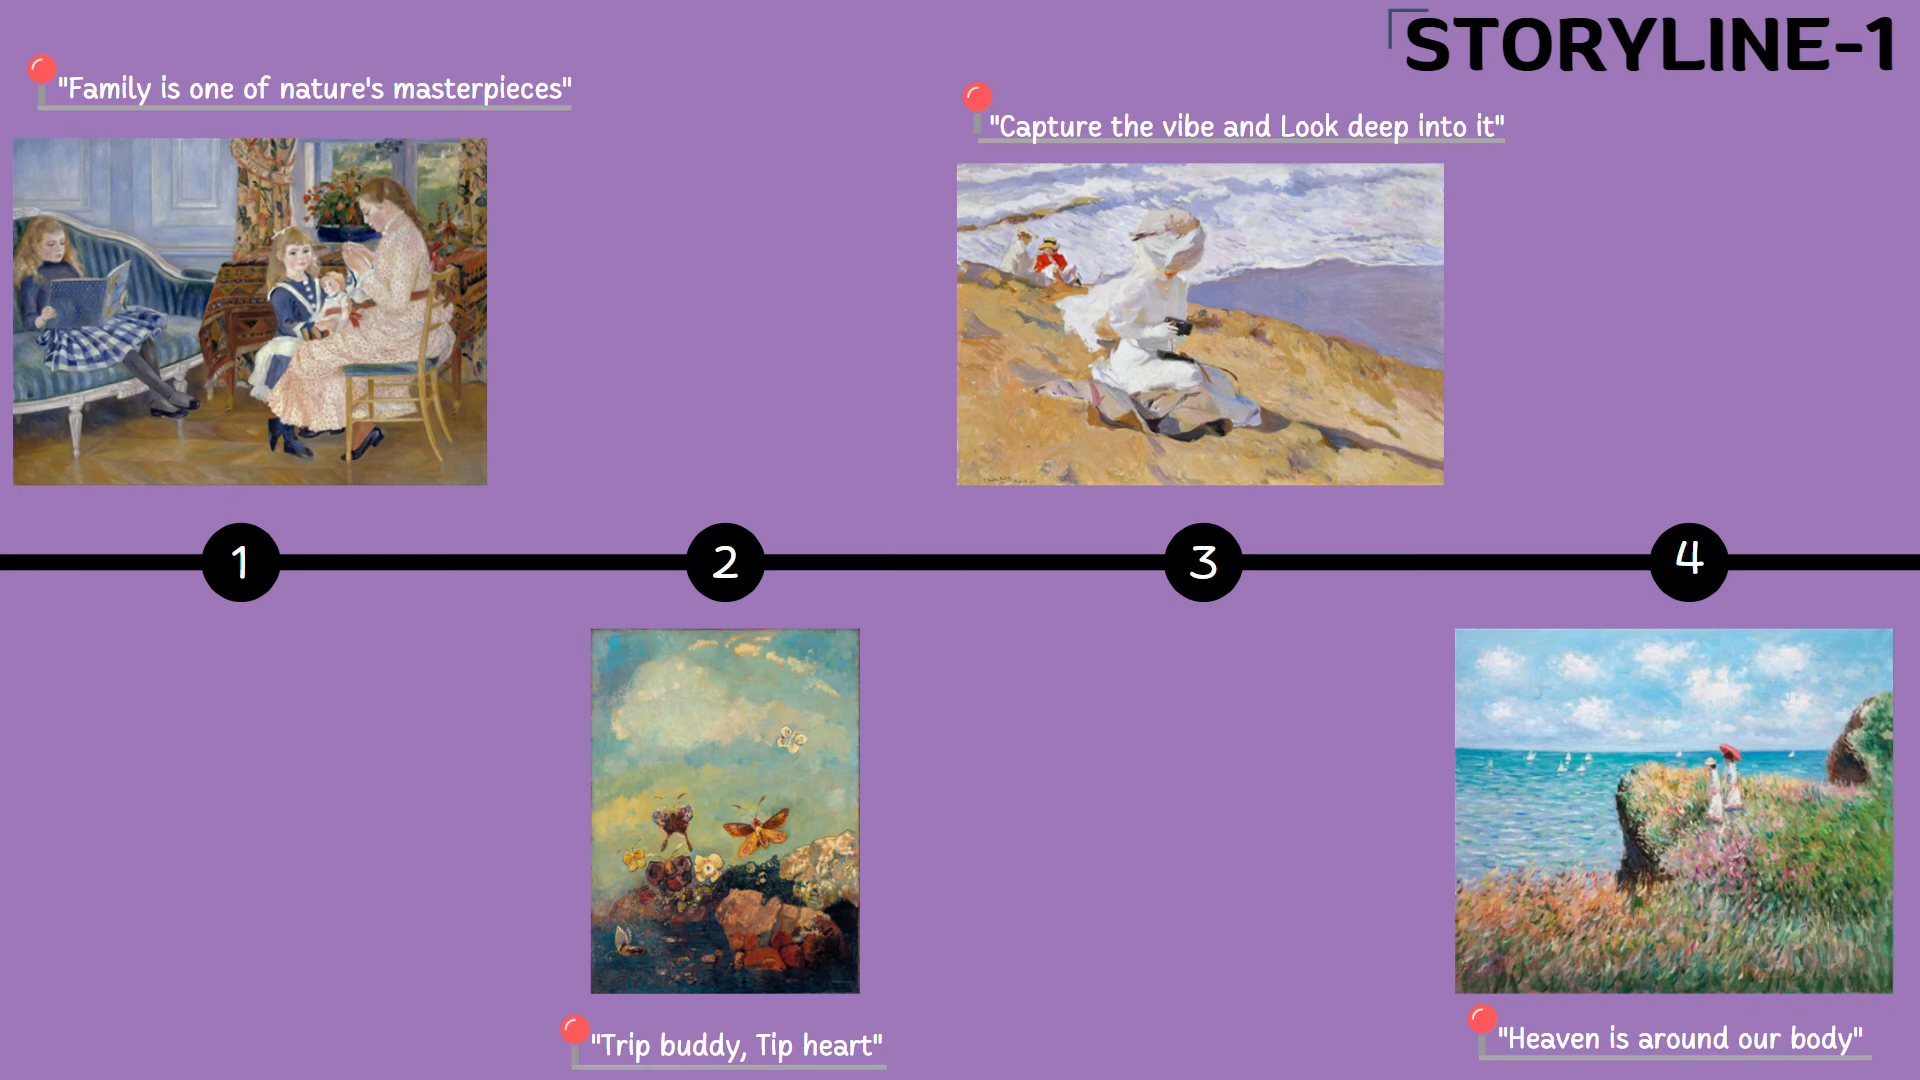 STORYLINE-1
"Family is one of nature's masterpieces"
"Capture the vibe and Look deep into it"
1
2
3
4
"Trip buddy, Tip heart"
"Heaven is around our body"